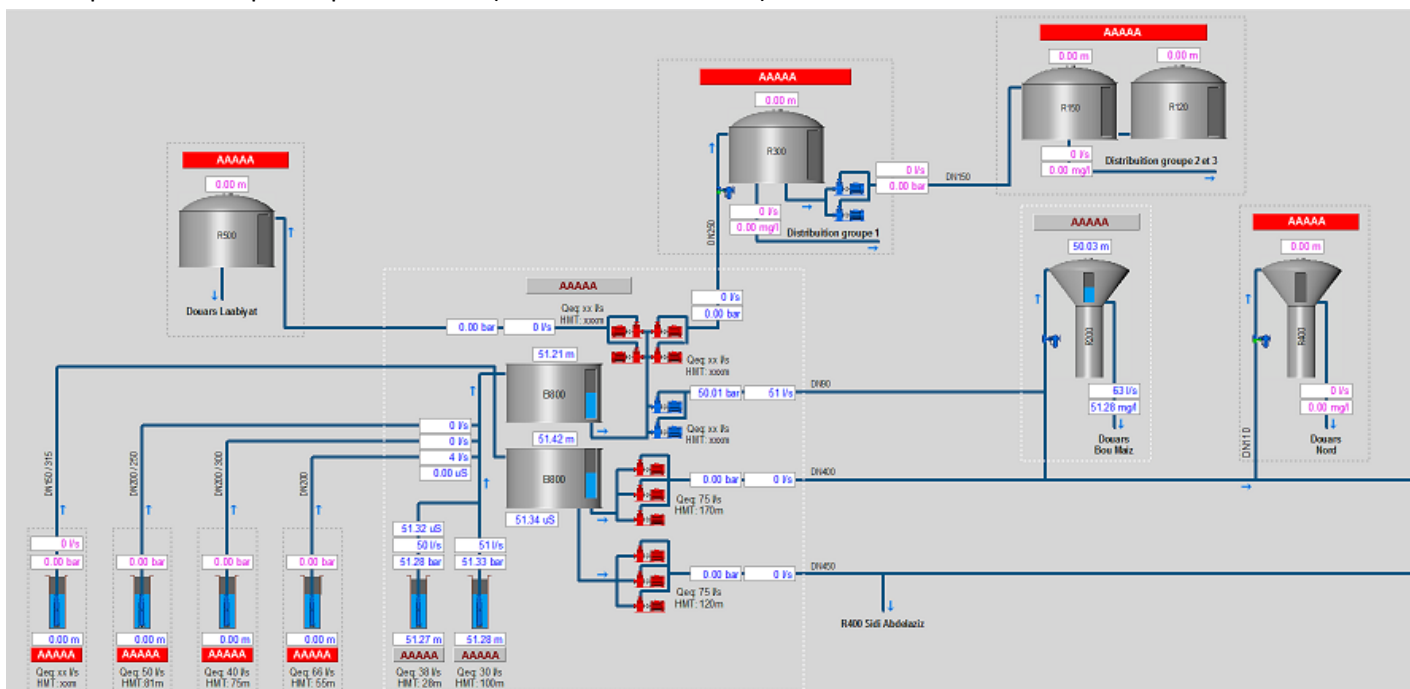 AAAAA
0.00 m
0.00 m
R150
R120
0 l/s
0.00 mg/l
Distribuition groupe 2 et 3
AAAAA
0.00 m
R300
0 l/s
0.00 bar
DN150
0 l/s
0.00 mg/l
Distribuition groupe 1
DN250
AAAAA
0.00 m
R500
Douars Laabiyat
AAAAA
50.03 m
R200
63 l/s
51.28 mg/l
Douars
Bou Maiz
AAAAA
0.00 m
R400
0 l/s
0.00 mg/l
Douars
Nord
DN110
AAAAA
Qeq: xx l/s
HMT: xxxm
0.00 bar
0 l/s
0 l/s
0.00 bar
Qeq: xx l/s
HMT: xxxm
51.21 m
B800
50.01 bar
51 l/s
DN90
Qeq: xx l/s
HMT: xxxm
0 l/s
0 l/s
4 l/s
0.00 uS
51.42 m
B800
51.34 uS
0.00 bar
0 l/s
DN400
Qeq: 75 l/s
HMT: 170m
0.00 bar
0 l/s
DN450
Qeq: 75 l/s
HMT: 120m
R400 Sidi Abdelaziz
DN150 / 315
DN200 / 250
DN200 / 300
DN200
0 l/s
0.00 bar
0.00 m
AAAAA
Qeq: xx l/s
HMT: xxm
0.00 bar
0.00 m
AAAAA
Qeq: 50 l/s
HMT:81m
0.00 bar
0.00 m
AAAAA
Qeq: 40 l/s
HMT: 75m
0.00 bar
0.00 m
AAAAA
Qeq: 66 l/s
HMT: 55m
51.32 uS
50 l/s
51.28 bar
51.27 m
AAAAA
Qeq: 38 l/s
HMT: 28m
51 l/s
51.33 bar
51.28 m
AAAAA
Qeq: 30 l/s
HMT: 100m